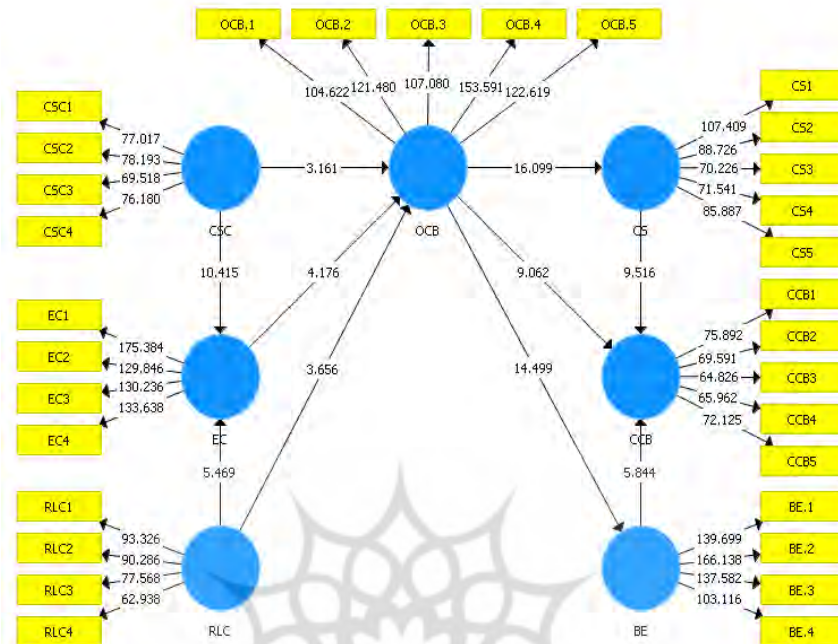 OCB.1 OCB.2 OCB.3 OCB.4 OCB.5
104.622 121.480 107.080 153.591 122.619
CSC1
CSC2
CSC3
CSC4
77.017
78.193
69.518
76.180
CSC
3.161
OCB
16.099
CS
107.409
88.726
70.226
71.541
85.887
CS1
CS2
CS3
CS4
CS5
10.415
4.176
9.062
9.516
EC1
EC2
EC3
EC4
175.384
129.846
130.236
133.638
EC
3.656
14.499
CCB
75.892
69.591
64.826
65.962
72.125
CCB1
CCB2
CCB3
CCB4
CCB5
5.469
5.844
RLC1
RLC2
RLC3
RLC4
93.326
90.286
77.568
62.938
RLC
BE
139.699
166.138
137.582
103.116
BE.1
BE.2
BE.3
BE.4